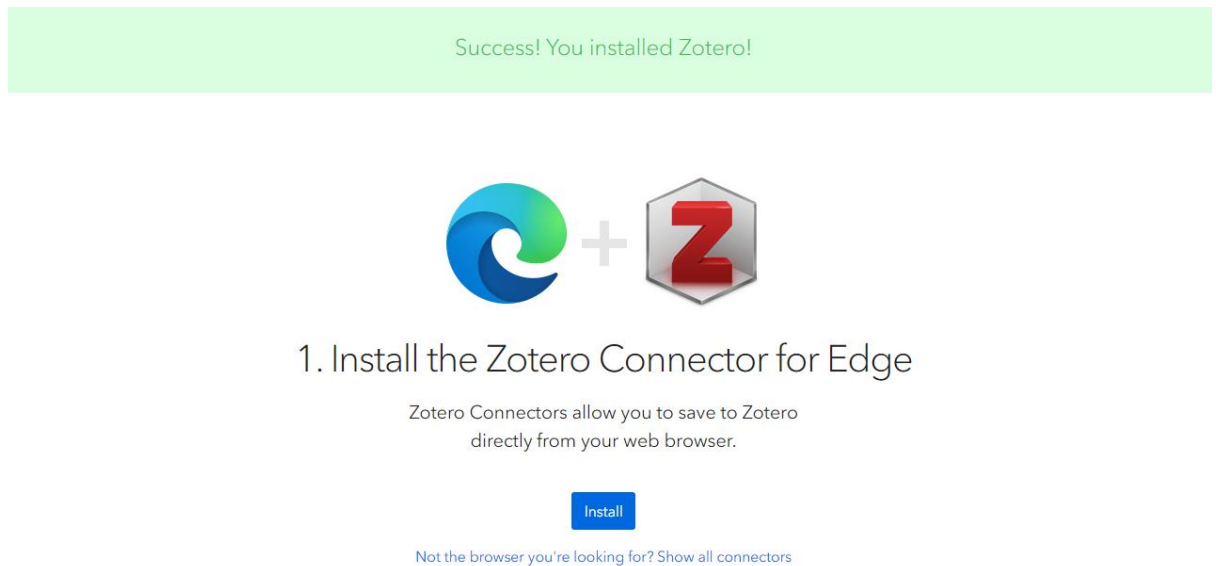 Success! You installed Zotero!
Z
1. Install the Zotero Connector for Edge
Zotero Connectors allow you to save to Zotero
directly from your web browser.
Install
Not the browser you're looking for? Show all connectors